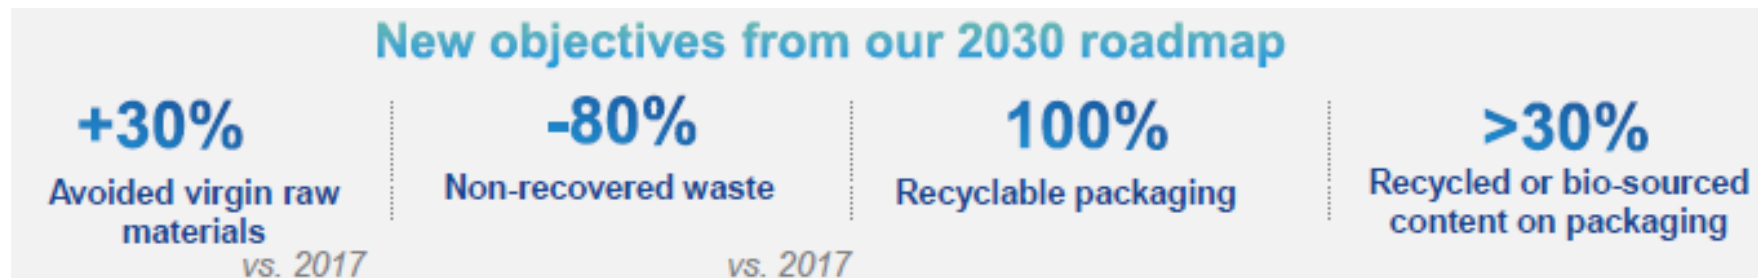 New objectives from our 2030 roadmap
+30%
Avoided virgin raw
materials
vs. 2017
-80%
Non-recovered waste
vs. 2017
100%
Recyclable packaging
>30%
Recycled or bio-sourced
content on packaging